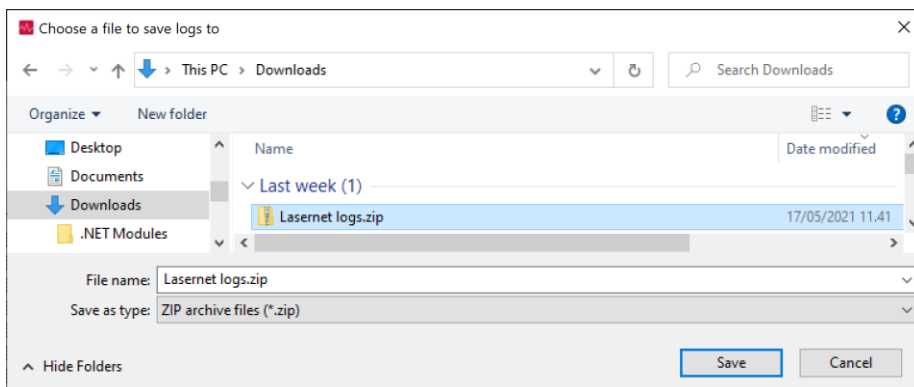 Choose a file to save logs to
This PC > Downloads
Search Downloads
Organize
New folder
Desktop
Documents
Downloads
.NET Modules
Name
Date modified
Last week (1)
Lasernet logs.zip
17/05/2021 11.41
File name: Lasernet logs.zip
Save as type: ZIP archive files (*.zip)
Hide Folders
Save
Cancel